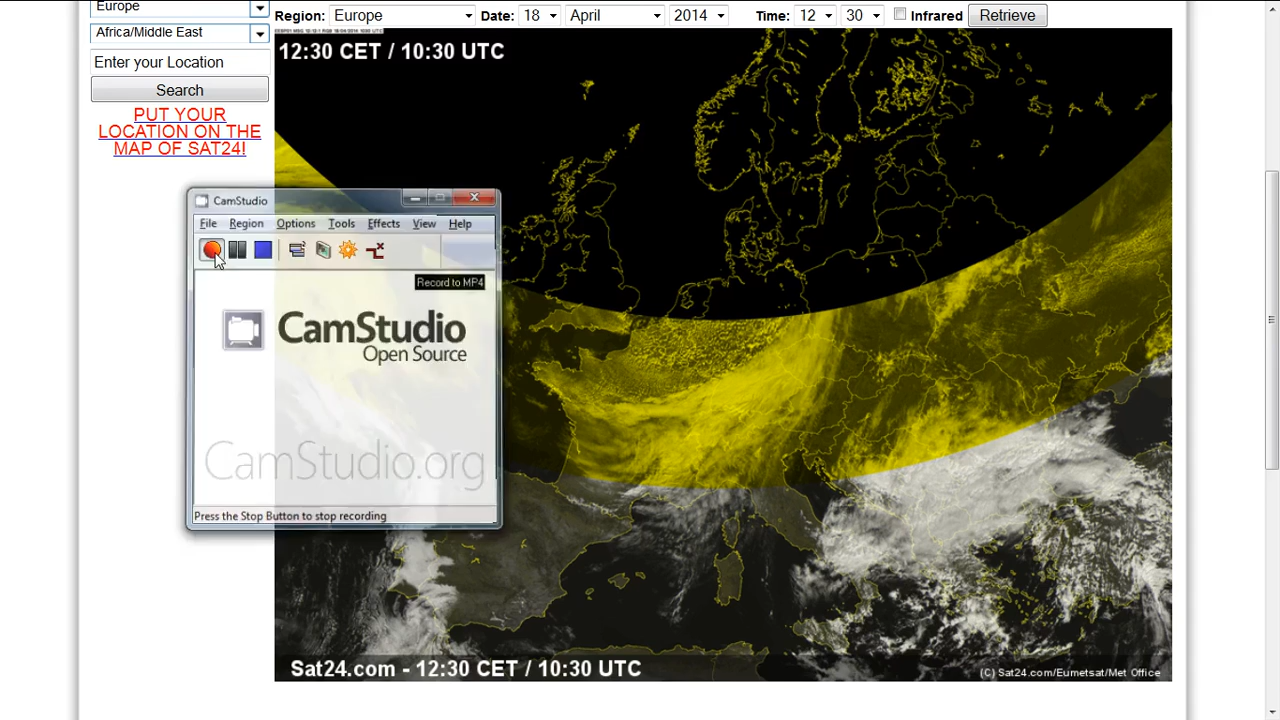 Europe
Region: Europe Date: 18 April 2014 Time: 12 30 Infrared Retrieve
Africa/Middle East
Enter your Location
Search
PUT YOUR
LOCATION ON THE
MAP OF SAT24!
12:30 CET / 10:30 UTC
CamStudio
File Region Options Tools Effects View Help
Record to MP4
CamStudio
Open Source
CamStudio.org
Press the Stop Button to stop recording
Sat24.com - 12:30 CET / 10:30 UTC
(C) Sat24.com/Eumetsat/Met Office